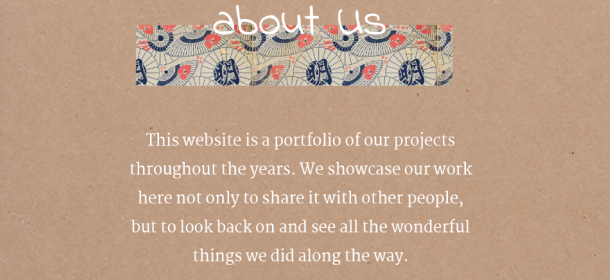 about us
This website is a portfolio of our projects
throughout the years. We showcase our work
here not only to share it with other people,
but to look back on and see all the wonderful
things we did along the way.